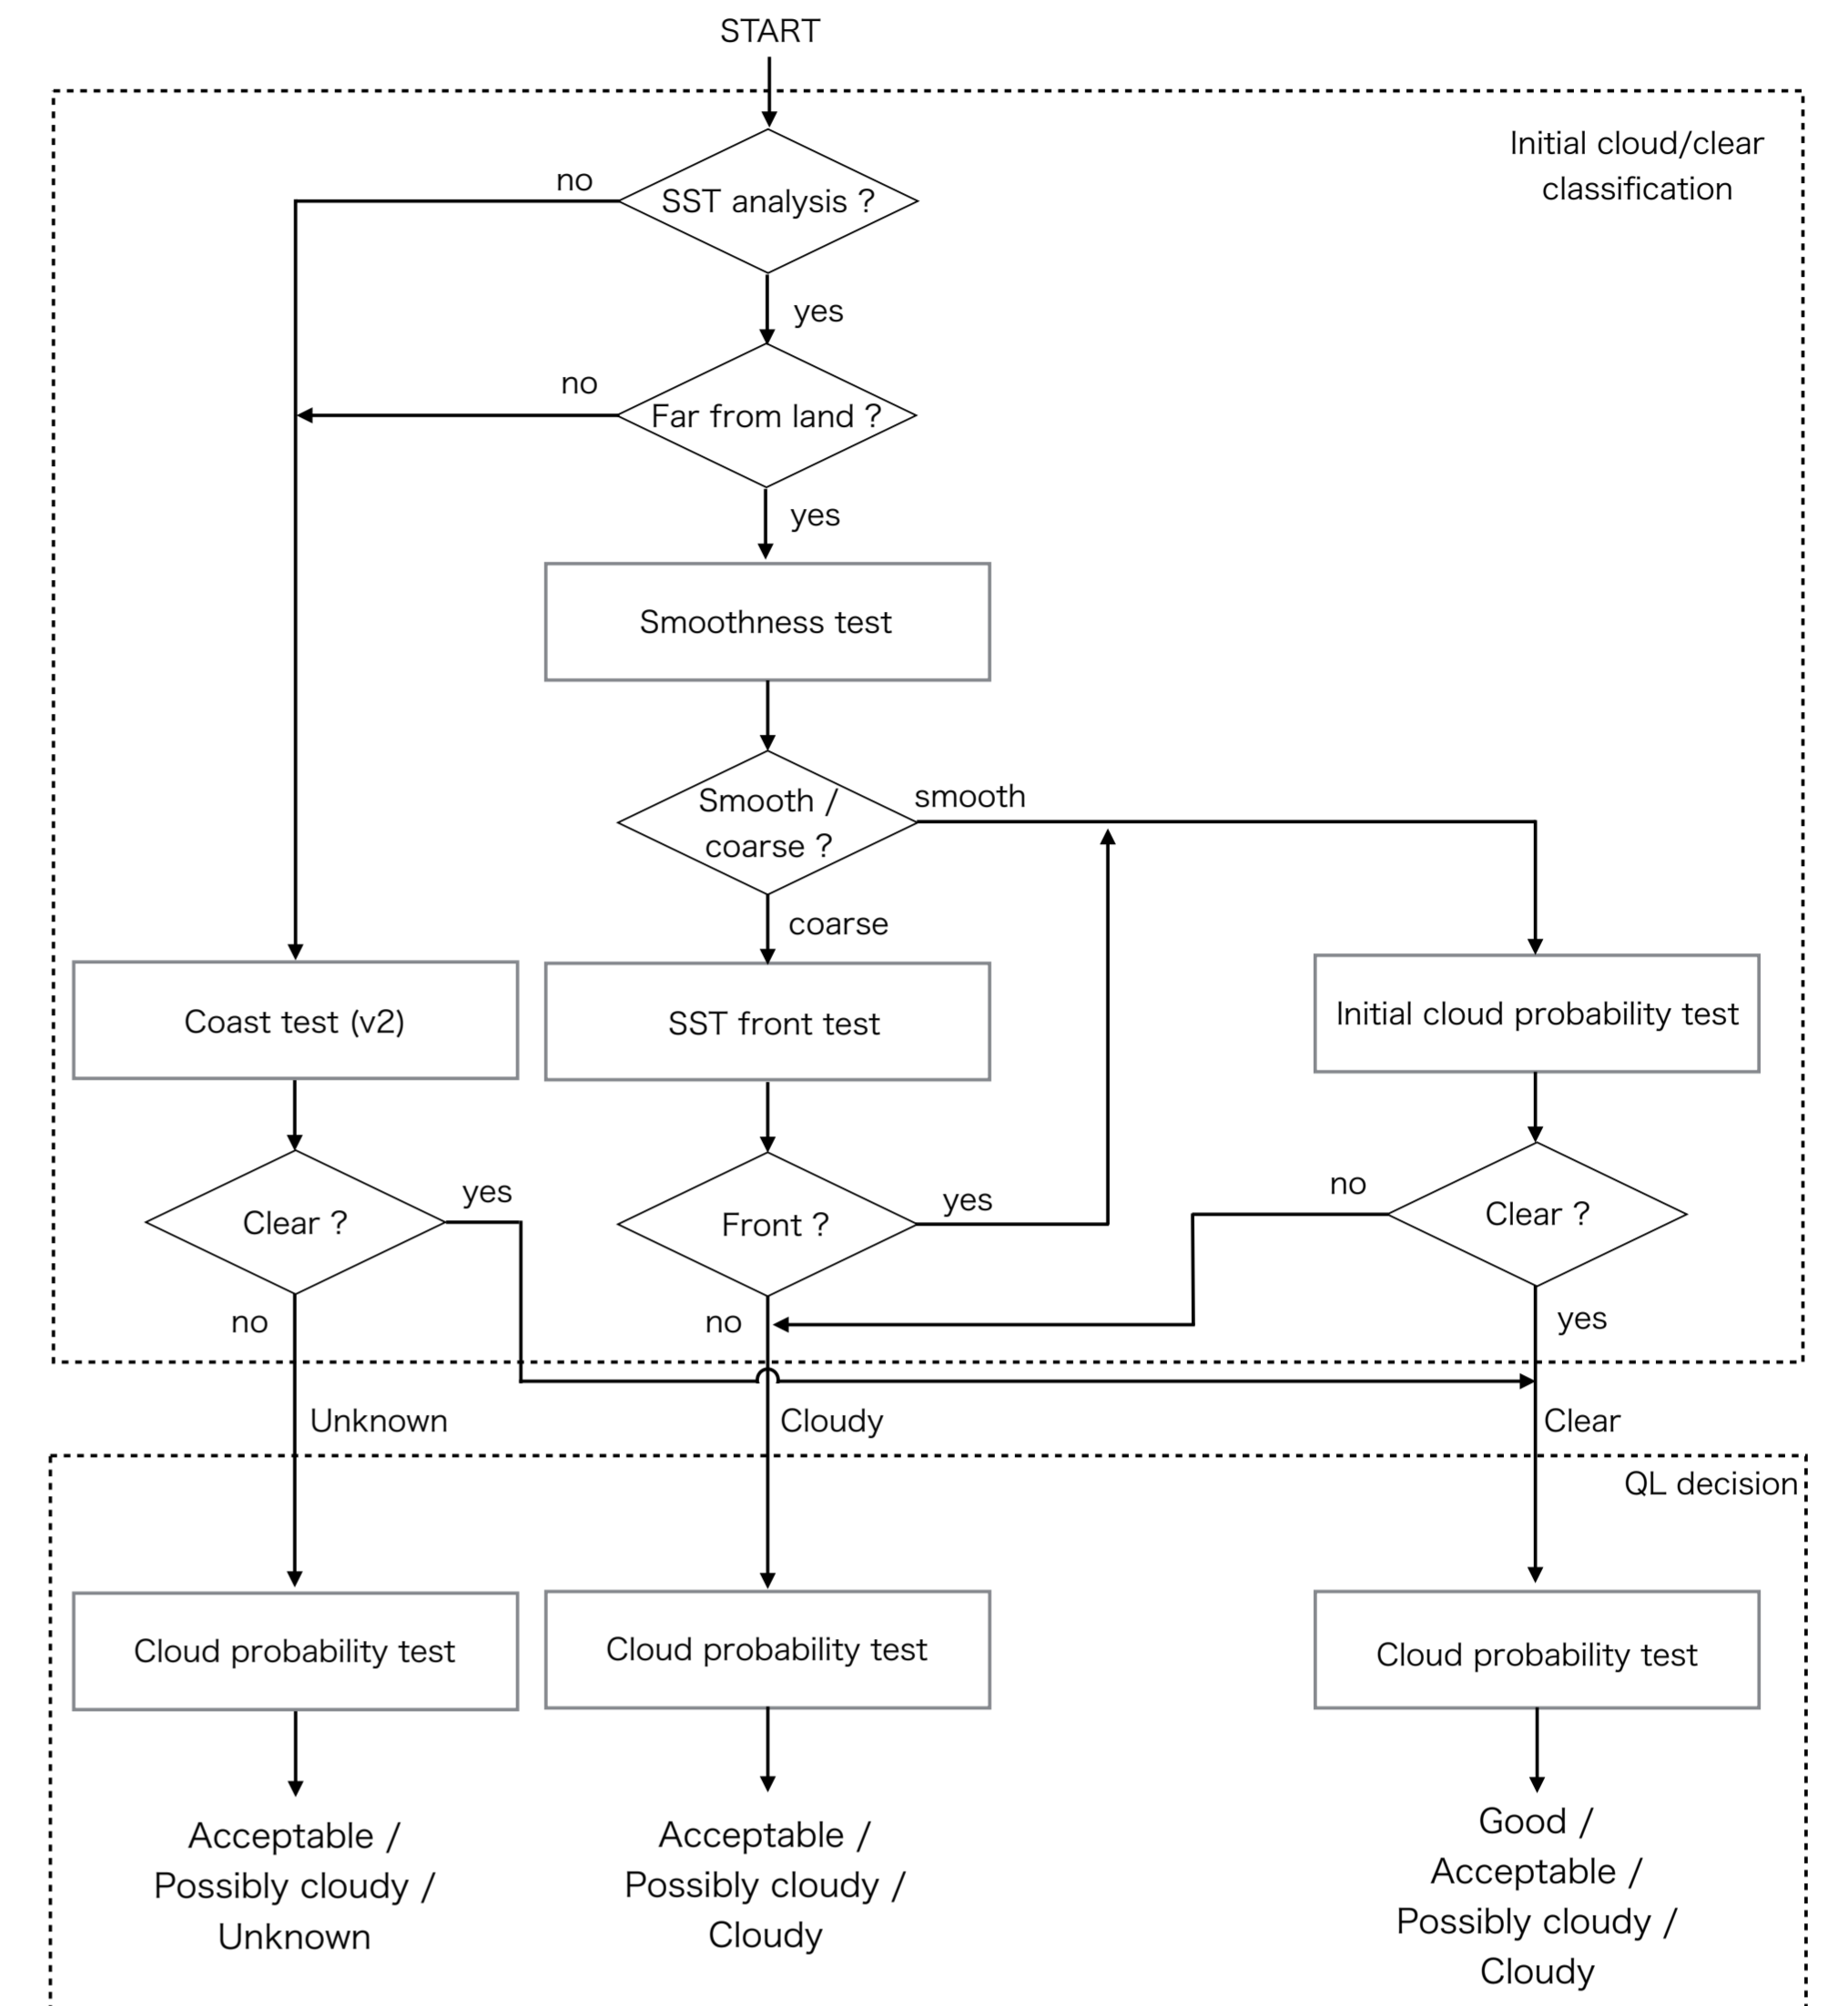 START
Initial cloud/clear
classification
no
SST analysis ?
yes
no
Far from land ?
yes
Smoothness test
Smooth /
coarse ?
smooth
coarse
Coast test (v2)
SST front test
Initial cloud probability test
Clear ?
yes
Front ?
yes
no
Clear ?
no
no
yes
Unknown
Cloudy
Clear
QL decision
Cloud probability test
Cloud probability test
Cloud probability test
Acceptable /
Possibly cloudy /
Unknown
Acceptable /
Possibly cloudy /
Cloudy
Good /
Acceptable /
Possibly cloudy /
Cloudy